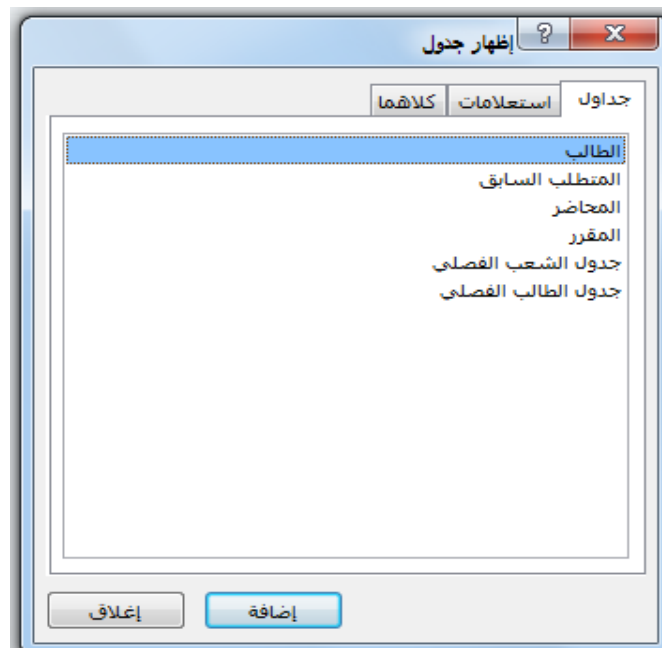 إظهار جدول
جداول استعلامات كلاهما
الطالب
المتطلب السابق
المحاضر
المقرر
جدول الشعب الفصلي
جدول الطالب الفصلي
إضافة إغلاق